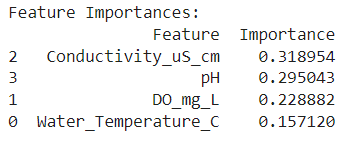 Feature Importances:
Feature Importance
2 Conductivity_uS_cm 0.318954
3 pH 0.295043
1 DO_mg_L 0.228882
0 Water_Temperature_C 0.157120